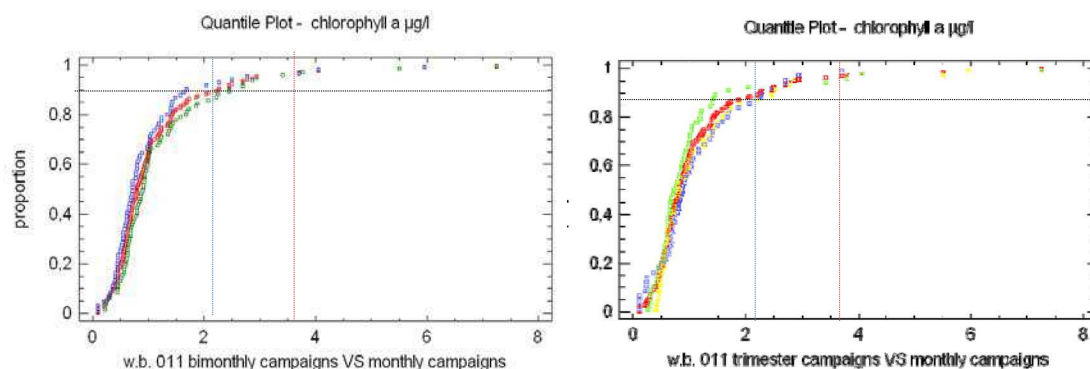 Quantile Plot - chlorophyll a µg/l
1
0,8
0,6
0,4
0,2
0
proportion
0 2 4 6 8
w.b. 011 bimonthly campaigns VS monthly campaigns
Quantile Plot - chlorophyll a µg/l
1
0,8
0,6
0,4
0,2
0
0 2 4 6 8
w.b. 011 trimester campaigns VS monthly campaigns